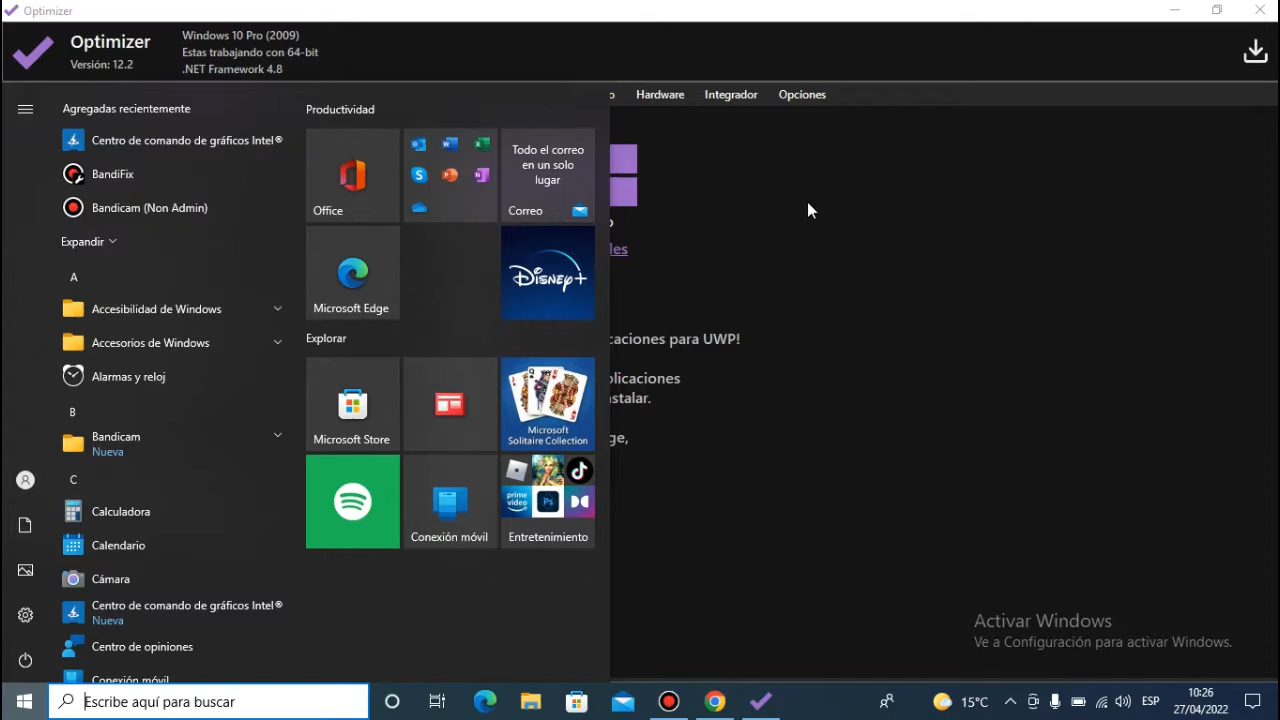 Optimizer
Optimizer
Versión: 12.2
Windows 10 Pro (2009)
Estas trabajando con 64-bit
.NET Framework 4.8
o
Hardware
Integrador
Opciones
Agregadas recientemente
Centro de comando de gráficos Intel®
BandiFix
Bandicam (Non Admin)
Expandir
A
Accesibilidad de Windows
Accesorios de Windows
Alarmas y reloj
B
Bandicam
Nueva
C
Calculadora
Calendario
Cámara
Centro de comando de gráficos Intel®
Nueva
Centro de opiniones
Conexión móvil
Productividad
Office
Todo el correo
en un solo
lugar
Correo
Microsoft Edge
Disney+
Explorar
Microsoft Store
Microsoft
Solitaire Collection
Conexión móvil
prime
video
Ps
Entretenimiento
o
les
caciones para UWP!
plicaciones
nstalar.
ge,
Activar Windows
Ve a Configuración para activar Windows.
Escribe aquí para buscar
15°C
ESP
10:26
27/04/2022